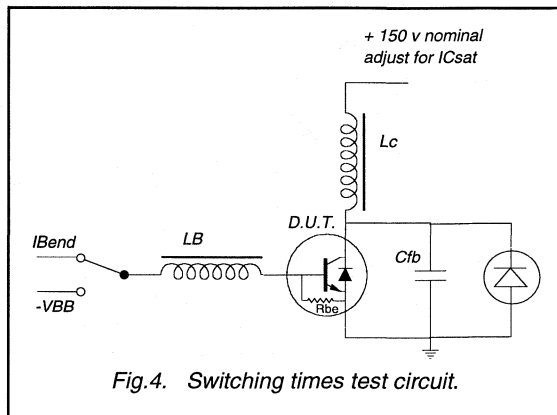 + 150 v nominal
adjust for ICsat
Lc
D.U.T.
LB
IBend
-VBB
Rbe
Cfb
Fig.4. Switching times test circuit.